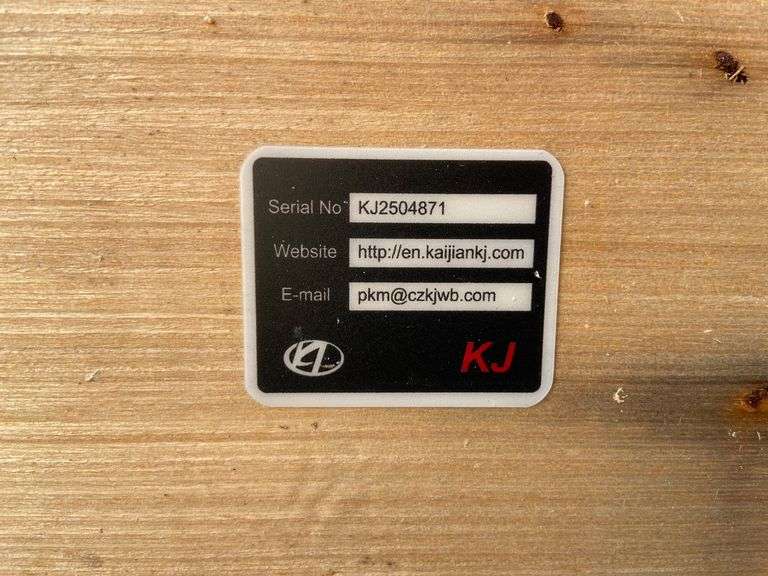 Serial No KJ2504871
Website http://en.kaijiankj.com
E-mail pkm@czkjwb.com
KJ